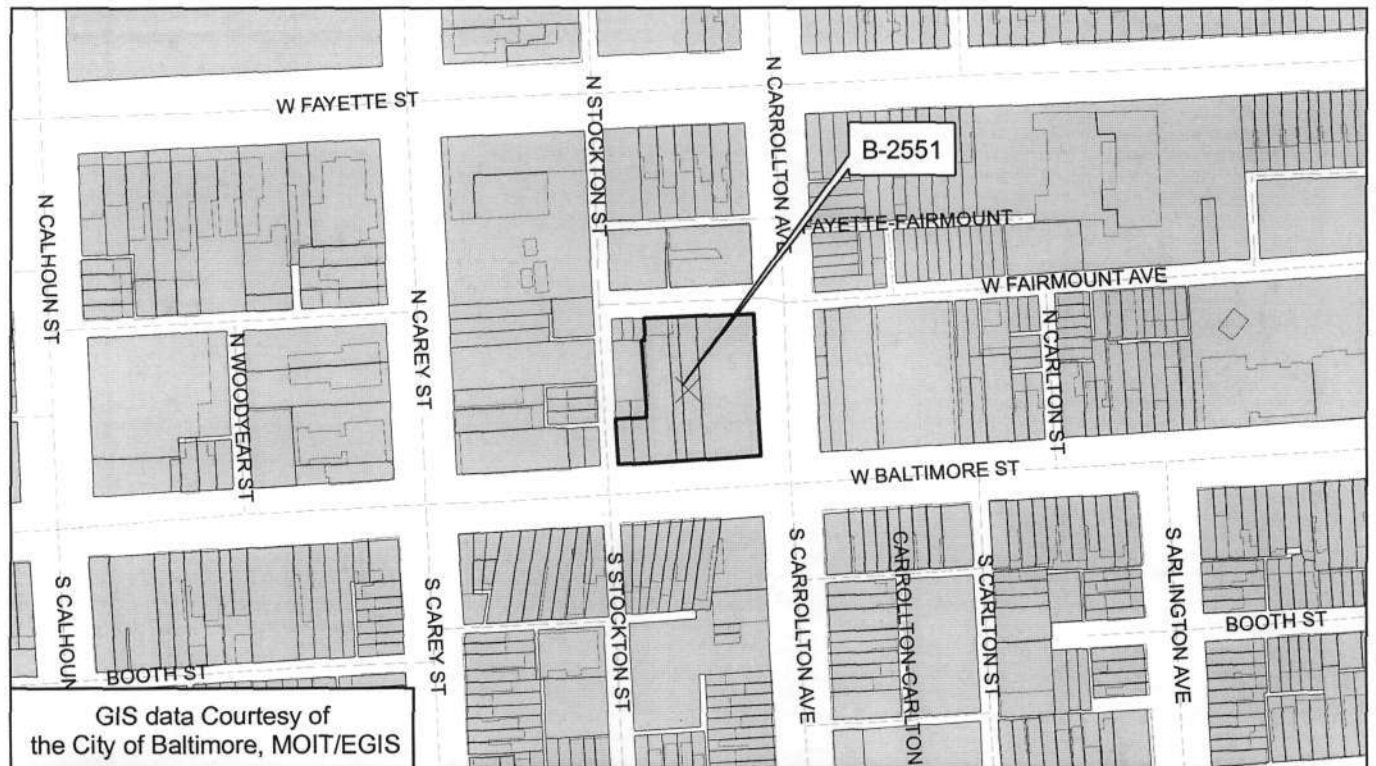 W FAYETTE ST
N STOCKTON ST
N CARROLLTON AVE
B-2551
N CALHOUN ST
FAYETTE-FAIRMOUNT
W FAIRMOUNT AVE
N CAREY ST
N WOODYEAR ST
N CARLTON ST
W BALTIMORE ST
S CALHOUN
S CAREY ST
S STOCKTON ST
S CARROLLTON AVE
CARROLLTON-CARLTON
S CARLTON ST
S ARLINGTON AVE
BOOTH ST
BOOTH ST
GIS data Courtesy of
the City of Baltimore, MOIT/EGIS